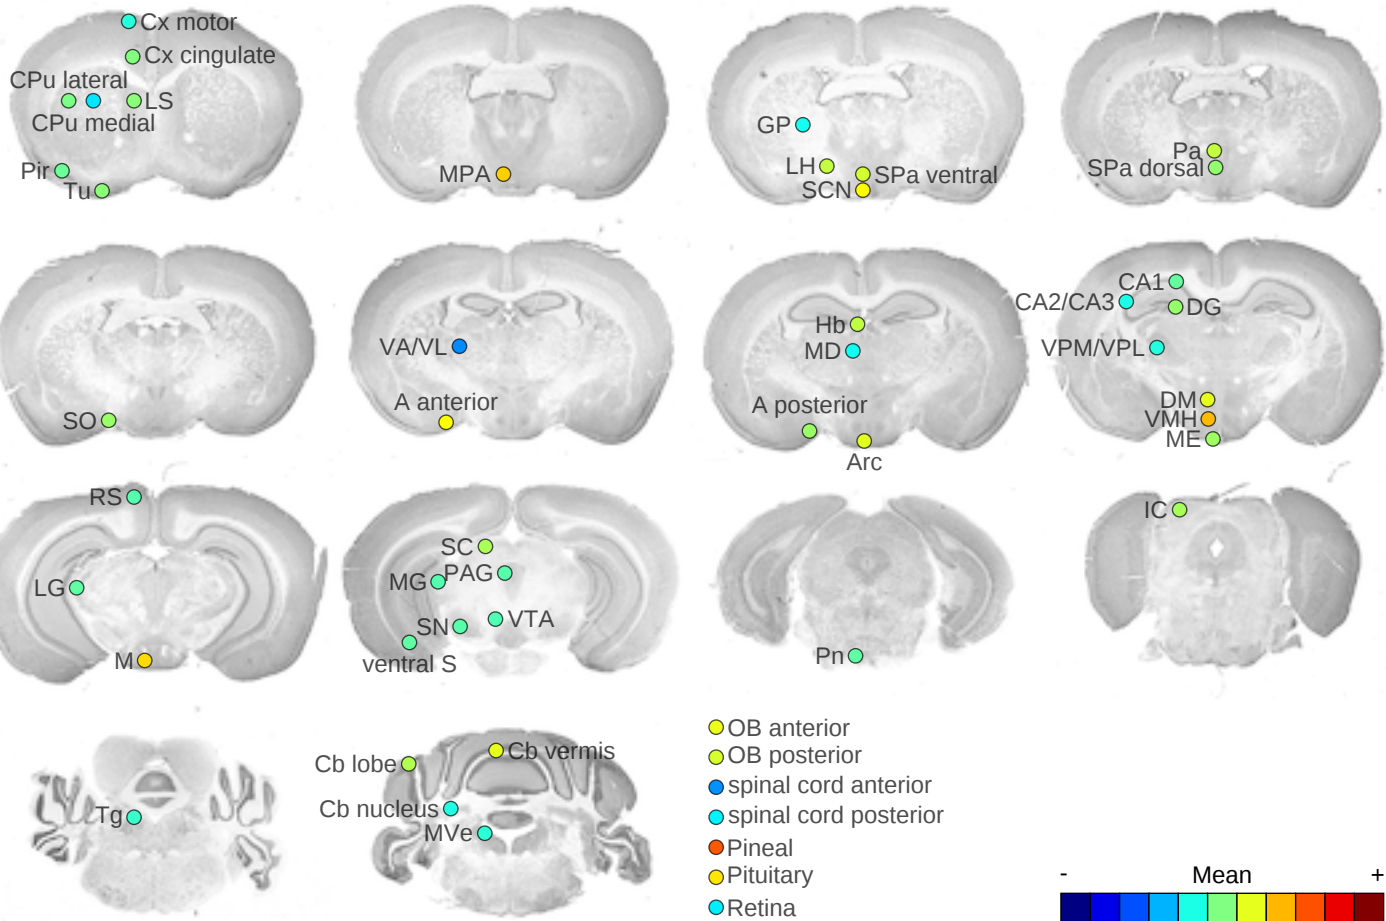 Cx motor
Cx cingulate
CPu lateral
LS
CPu medial
Pir
Tu
MPA
GP
LH
SPa ventral
SCN
Pa
SPa dorsal
SO
VA/VL
A anterior
Hb
MD
A posterior
Arc
CA1
CA2/CA3
DG
VPM/VPL
DM
VMH
ME
RS
LG
M
SC
PAG
MG
VTA
SN
ventral S
Pn
IC
Tg
Cb lobe
Cb vermis
Cb nucleus
MVe
OB anterior
OB posterior
spinal cord anterior
spinal cord posterior
Pineal
Pituitary
Retina
- Mean +